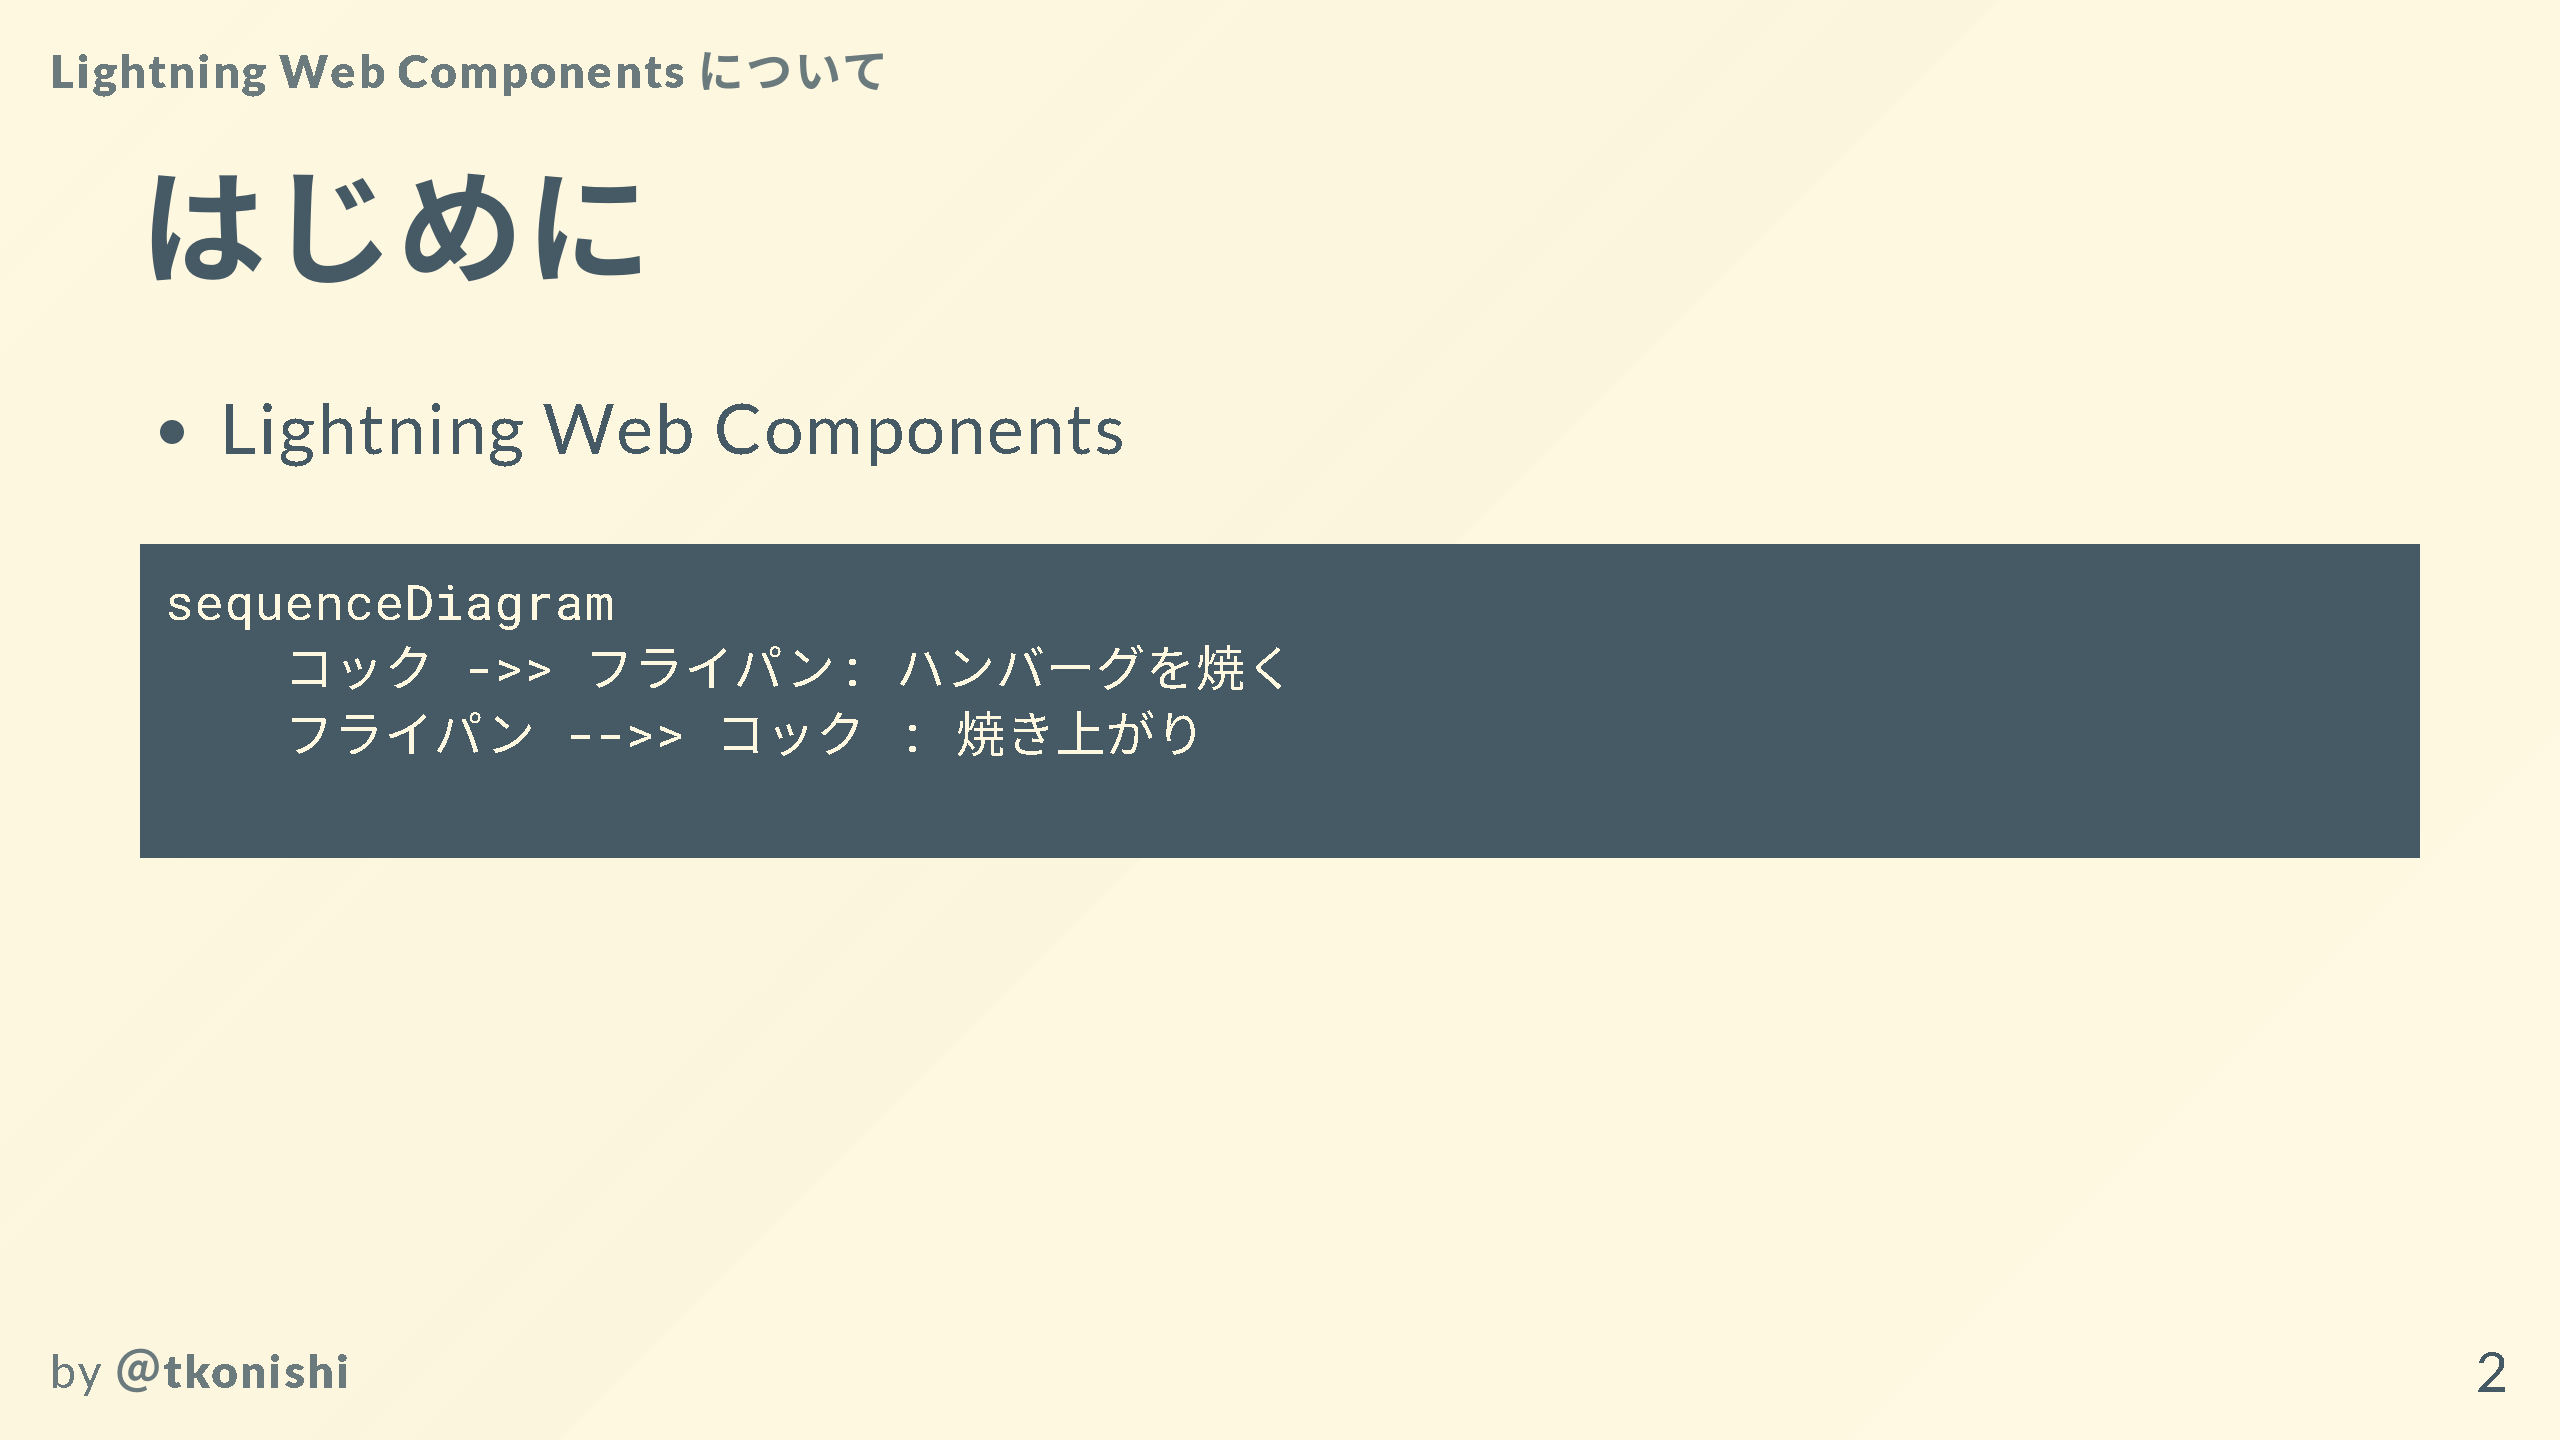 Lightning Web Components について
はじめに
• Lightning Web Components
sequenceDiagram
    コック ->> フライパン: ハンバーグを焼く
    フライパン -->> コック : 焼き上がり
by @tkonishi
2